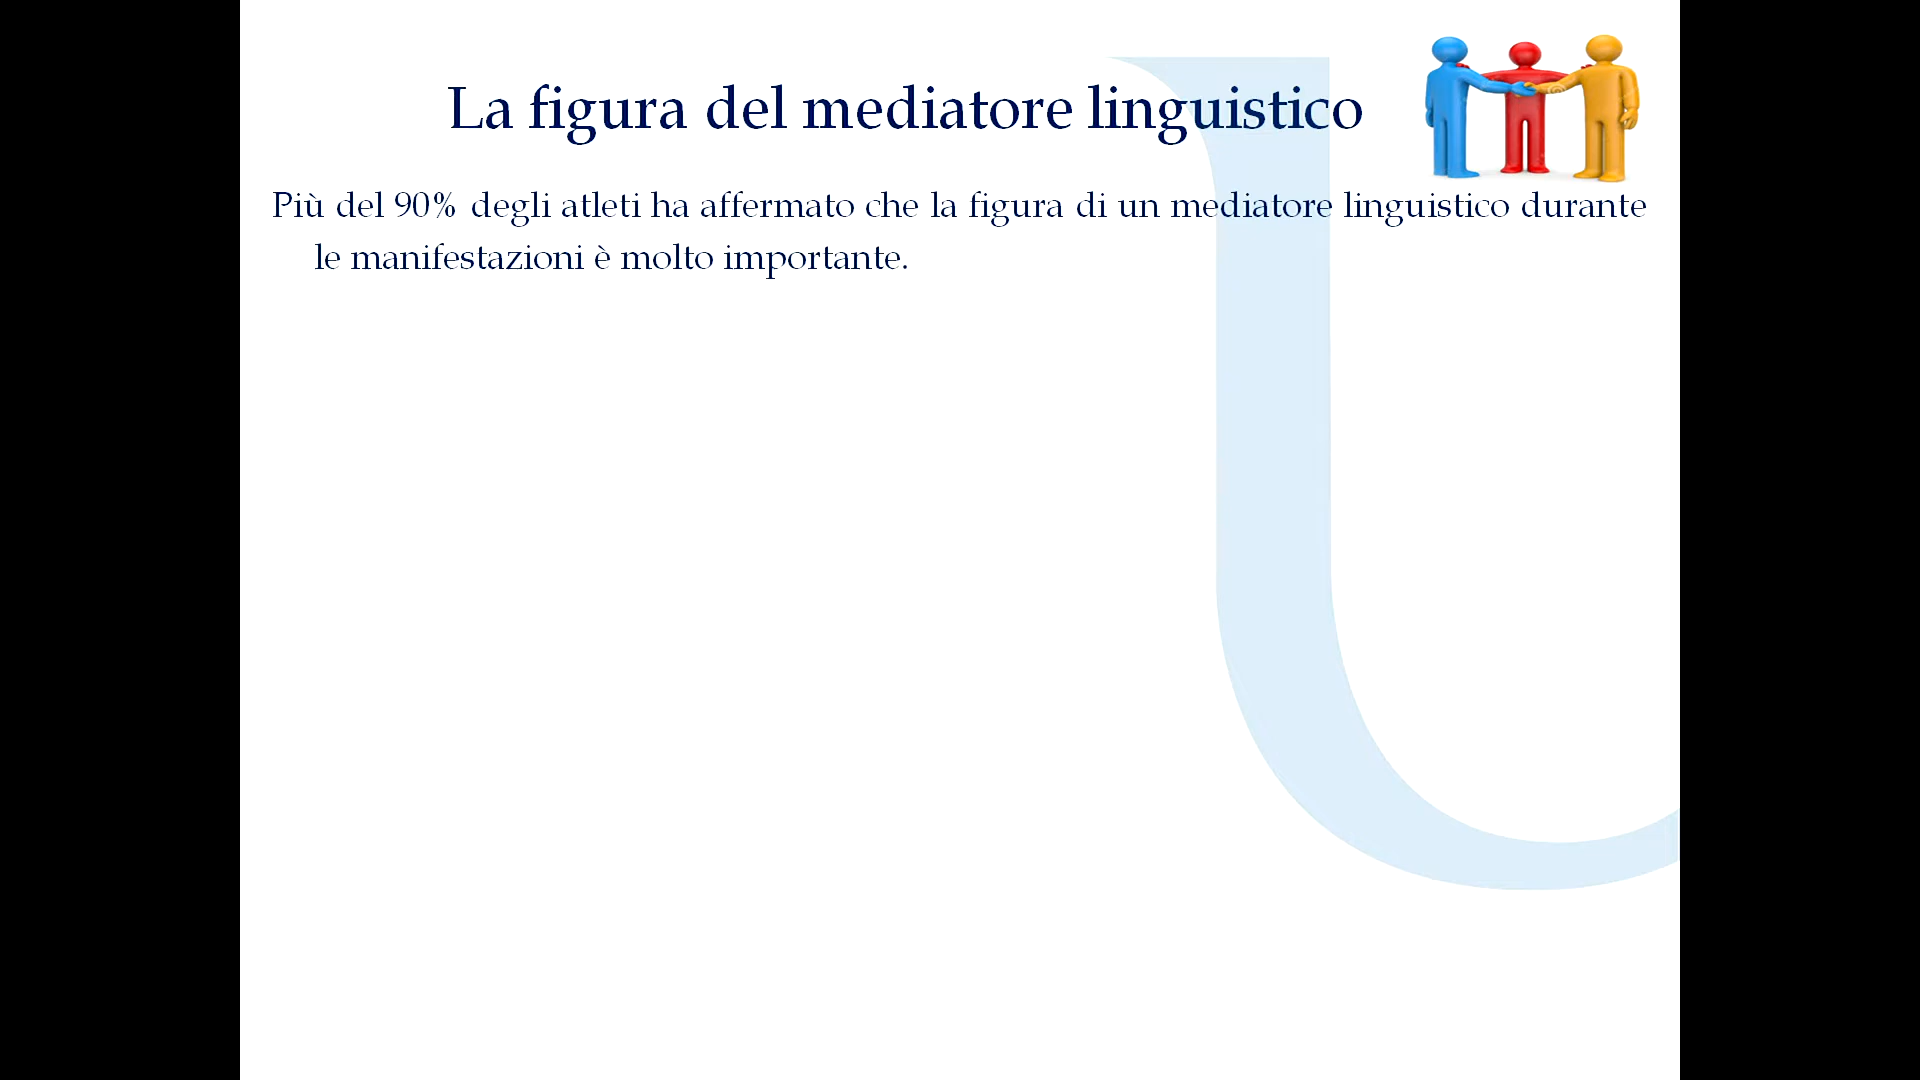 La figura del mediatore linguistico
Più del 90% degli atleti ha affermato che la figura di un mediatore linguistico durante
le manifestazioni è molto importante.